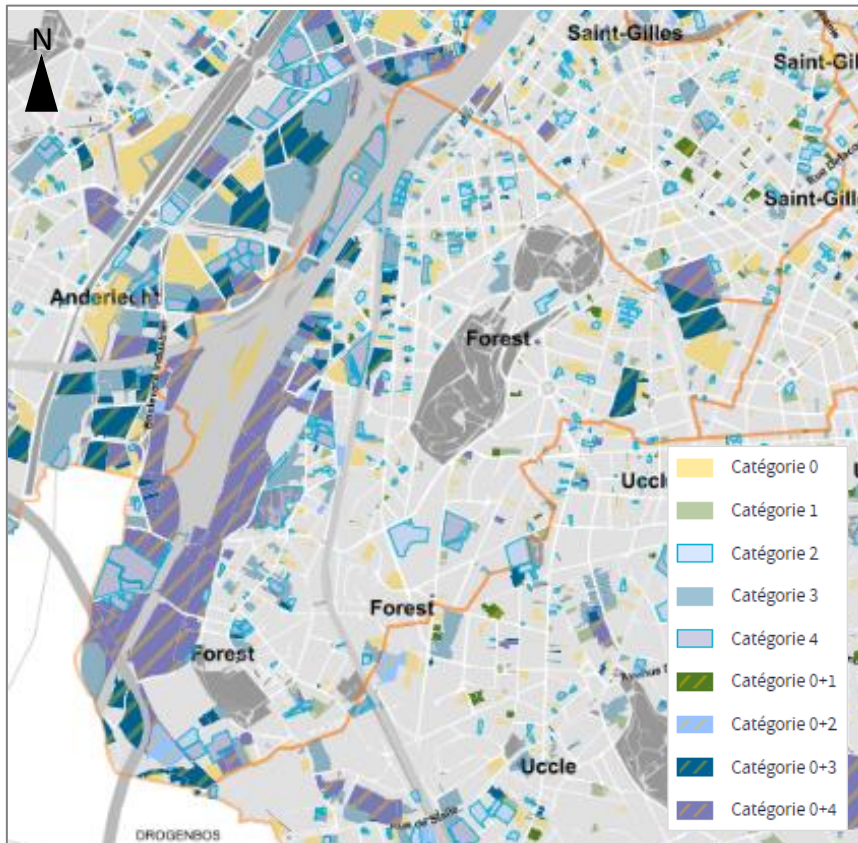 N
Saint-Gilles
Saint-Gil
Saint-Gille
Anderlecht
Forest
Uccle
U
Forest
Forest
Uccle
DROGENBOS
Catégorie 0
Catégorie 1
Catégorie 2
Catégorie 3
Catégorie 4
Catégorie 0+1
Catégorie 0+2
Catégorie 0+3
Catégorie 0+4